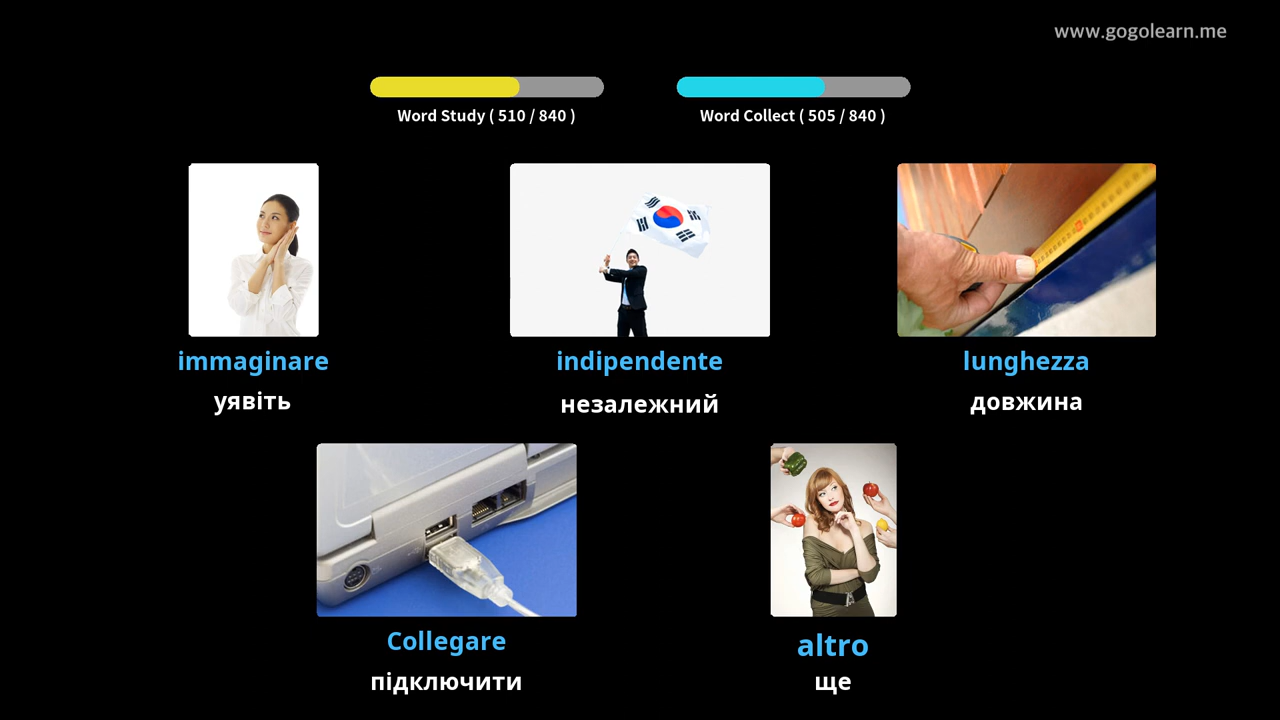 www.gogolearn.me
Word Study ( 510 / 840 )
Word Collect ( 505 / 840 )
immaginare
уявіть
indipendente
незалежний
lunghezza
довжина
Collegare
підключити
altro
ще